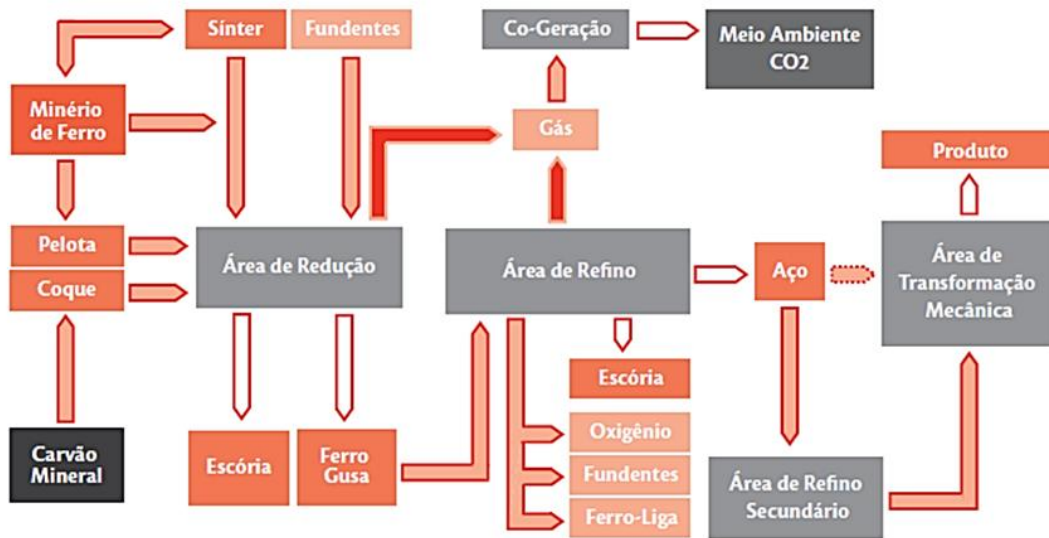 Sínter
Fundentes
Co-Geração
Meio Ambiente
CO2
Minério
de Ferro
Gás
Produto
Pelota
Coque
Área de Redução
Área de Refino
Aço
Área de
Transformação
Mecânica
Escória
Oxigênio
Fundentes
Ferro-Liga
Carvão
Mineral
Escória
Ferro
Gusa
Área de Refino
Secundário